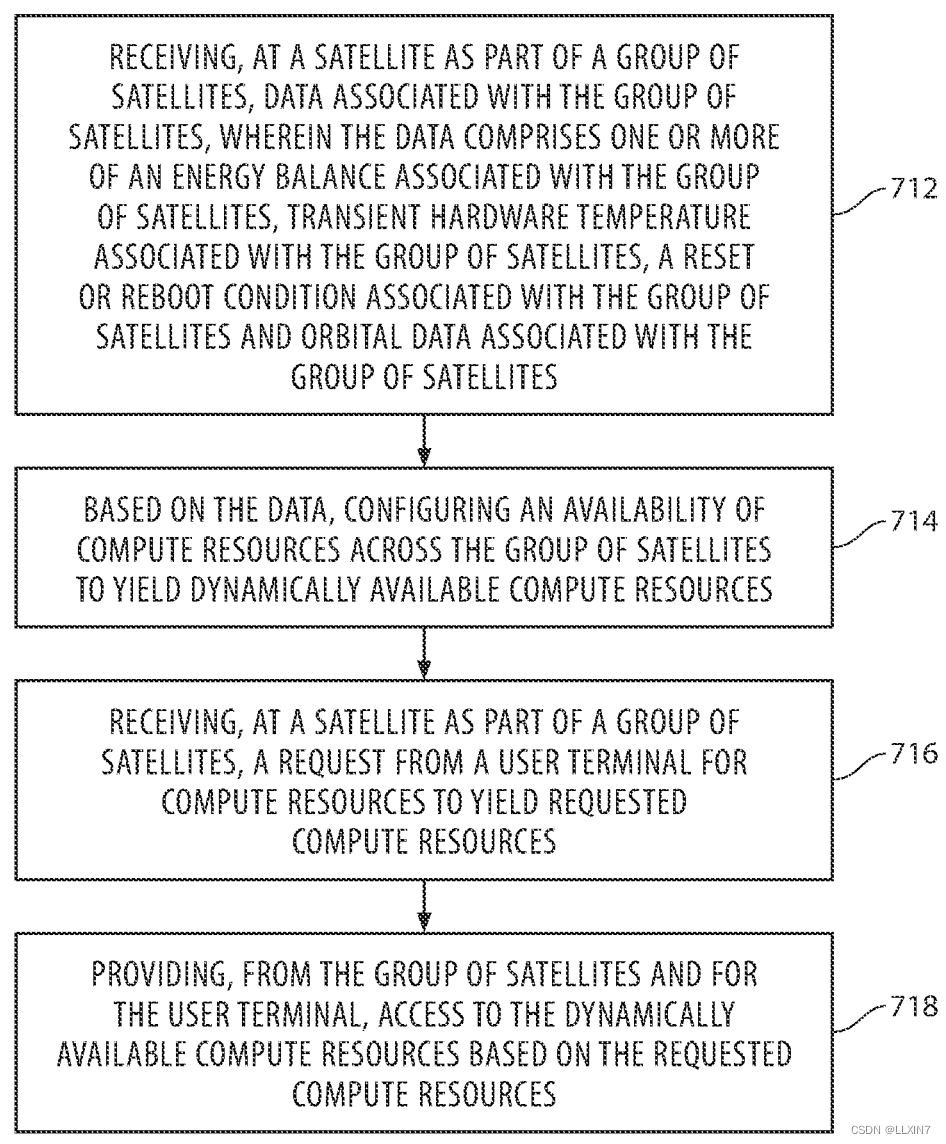 RECEIVING, AT A SATELLITE AS PART OF A GROUP OF
SATELLITES, DATA ASSOCIATED WITH THE GROUP OF
SATELLITES, WHEREIN THE DATA COMPRISES ONE OR MORE
OF AN ENERGY BALANCE ASSOCIATED WITH THE GROUP
OF SATELLITES, TRANSIENT HARDWARE TEMPERATURE
ASSOCIATED WITH THE GROUP OF SATELLITES, A RESET
OR REBOOT CONDITION ASSOCIATED WITH THE GROUP OF
SATELLITES AND ORBITAL DATA ASSOCIATED WITH THE
GROUP OF SATELLITES
712
BASED ON THE DATA, CONFIGURING AN AVAILABILITY OF
COMPUTE RESOURCES ACROSS THE GROUP OF SATELLITES
TO YIELD DYNAMICALLY AVAILABLE COMPUTE RESOURCES
714
RECEIVING, AT A SATELLITE AS PART OF A GROUP OF
SATELLITES, A REQUEST FROM A USER TERMINAL FOR
COMPUTE RESOURCES TO YIELD REQUESTED
COMPUTE RESOURCES
716
PROVIDING, FROM THE GROUP OF SATELLITES AND FOR
THE USER TERMINAL, ACCESS TO THE DYNAMICALLY
AVAILABLE COMPUTE RESOURCES BASED ON THE REQUESTED
COMPUTE RESOURCES
718
CSDN @LLXIN7